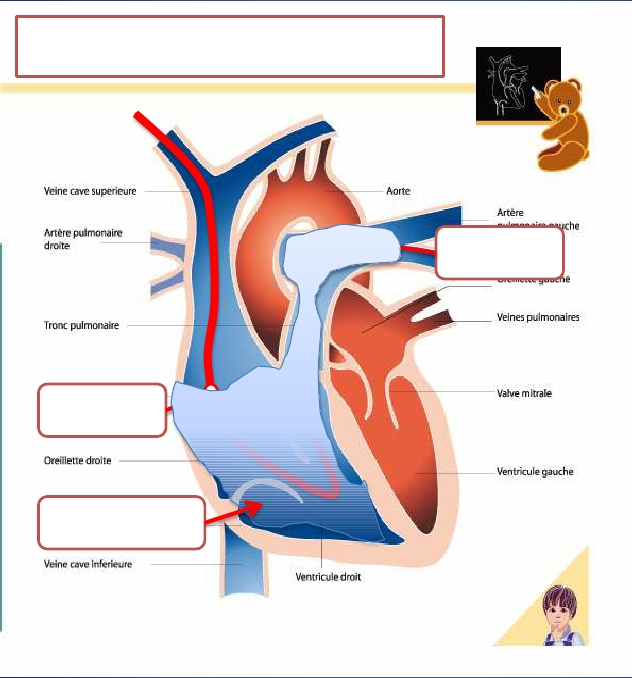 Veine cave superieure
Aorte
Artère
pulmonaire gauche
Artère pulmonaire
droite
Oreillette gauche
Veines pulmonaires
Tronc pulmonaire
Valve mitrale
Oreillette droite
Ventricule gauche
Veine cave inferieure
Ventricule droit